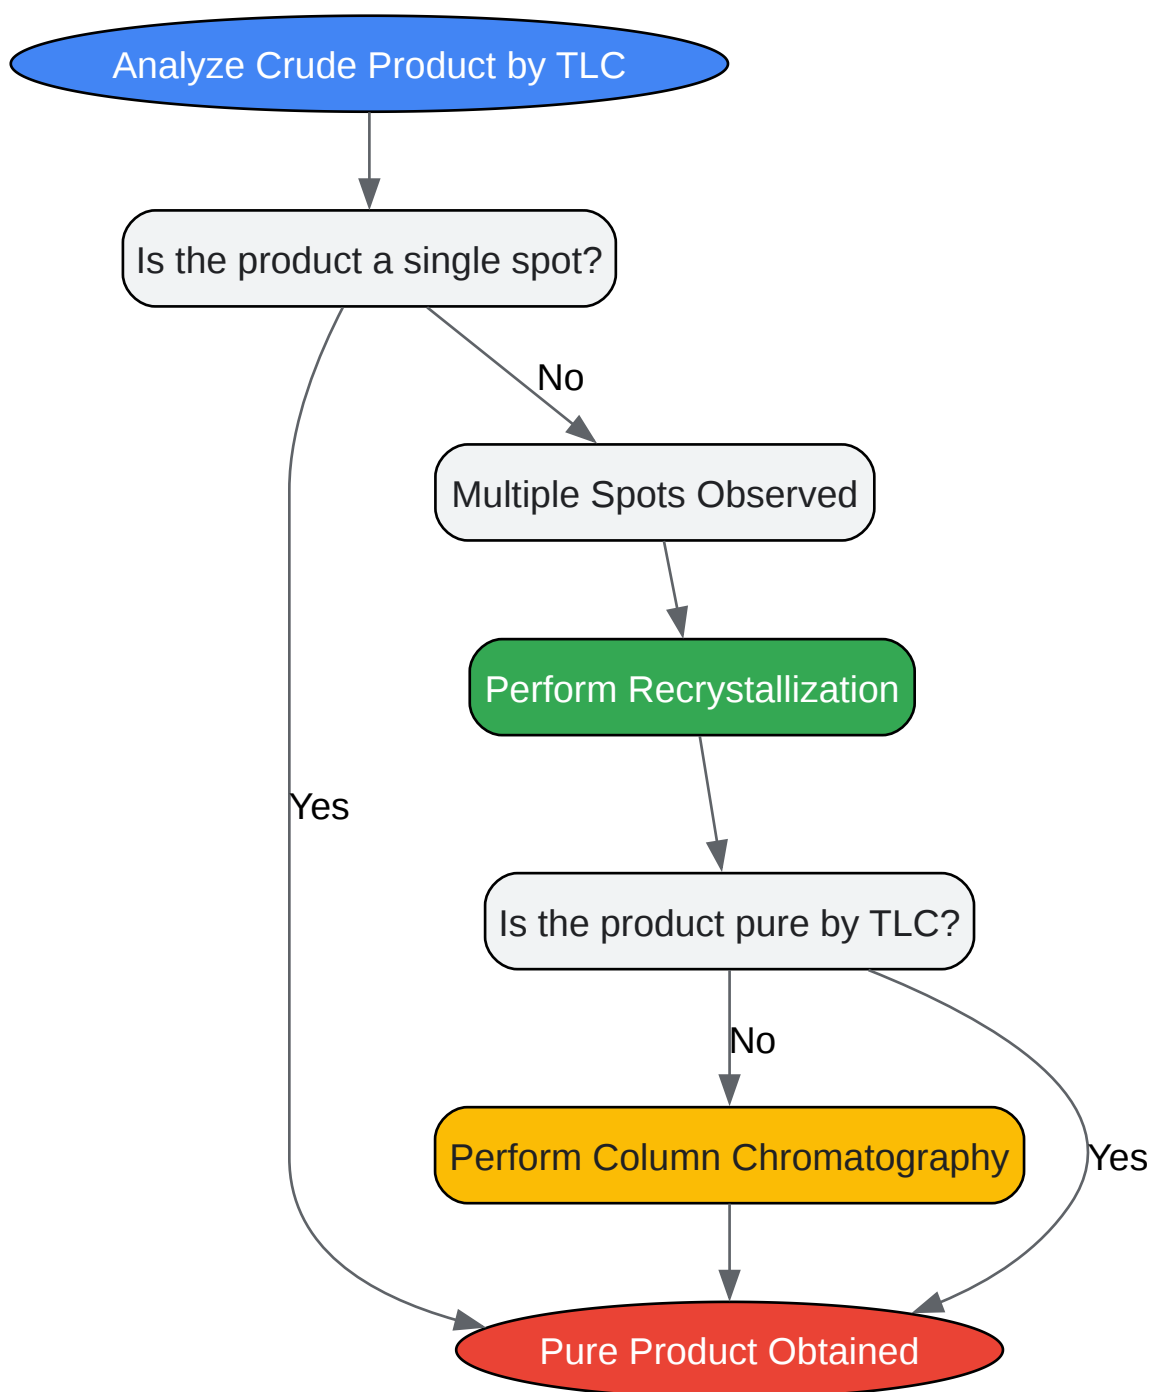 Analyze Crude Product by TLC
Is the product a single spot?
No
Multiple Spots Observed
Perform Recrystallization
Yes
Is the product pure by TLC?
No
Perform Column Chromatography
Yes
Pure Product Obtained